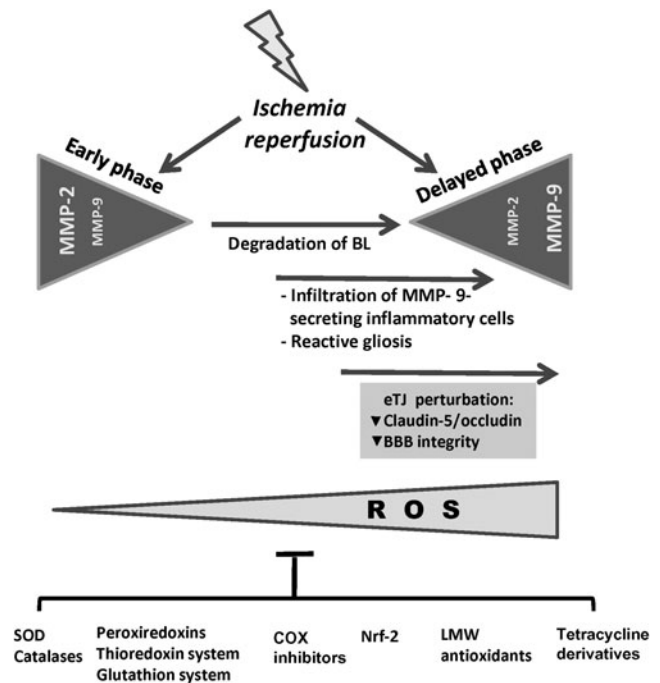 Ischemia
reperfusion
Early phase
Delayed phase
MMP-2
MMP-9
MMP-2
MMP-9
Degradation of BL
- Infiltration of MMP- 9-
secreting inflammatory cells
- Reactive gliosis
eTJ perturbation:
▼Claudin-5/occludin
▼BBB integrity
R O S
SOD
Catalases
Peroxiredoxins
Thioredoxin system
Glutathion system
COX
inhibitors
Nrf-2
LMW
antioxidants
Tetracycline
derivatives